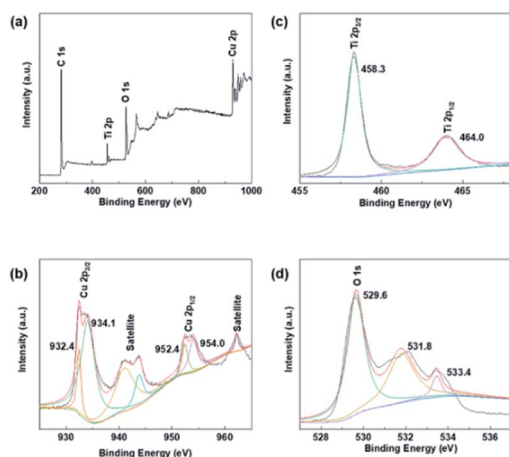 (a)
C 1s
Ti 2p
O 1s
Cu 2p
Intensity (a.u.)
200 400 600 800 1000
Binding Energy (eV)
(c)
Ti 2p3/2
458.3
Ti 2p1/2
464.0
Intensity (a.u.)
455 460 465
Binding Energy (eV)
(b)
Cu 2p3/2
932.4
934.1
Satellite
Cu 2p1/2
952.4
954.0
Satellite
Intensity (a.u.)
930 940 950 960
Binding Energy (eV)
(d)
O 1s
529.6
531.8
533.4
Intensity (a.u.)
528 530 532 534 536
Binding Energy (eV)